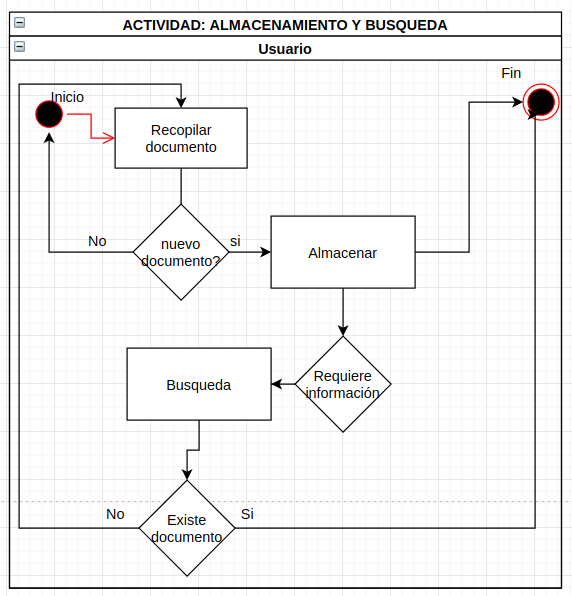 ACTIVIDAD: ALMACENAMIENTO Y BUSQUEDA
Usuario
Fin
Inicio
Recopilar
documento
No
nuevo
documento?
si
Almacenar
Requiere
información
Busqueda
No
Existe
documento
Si